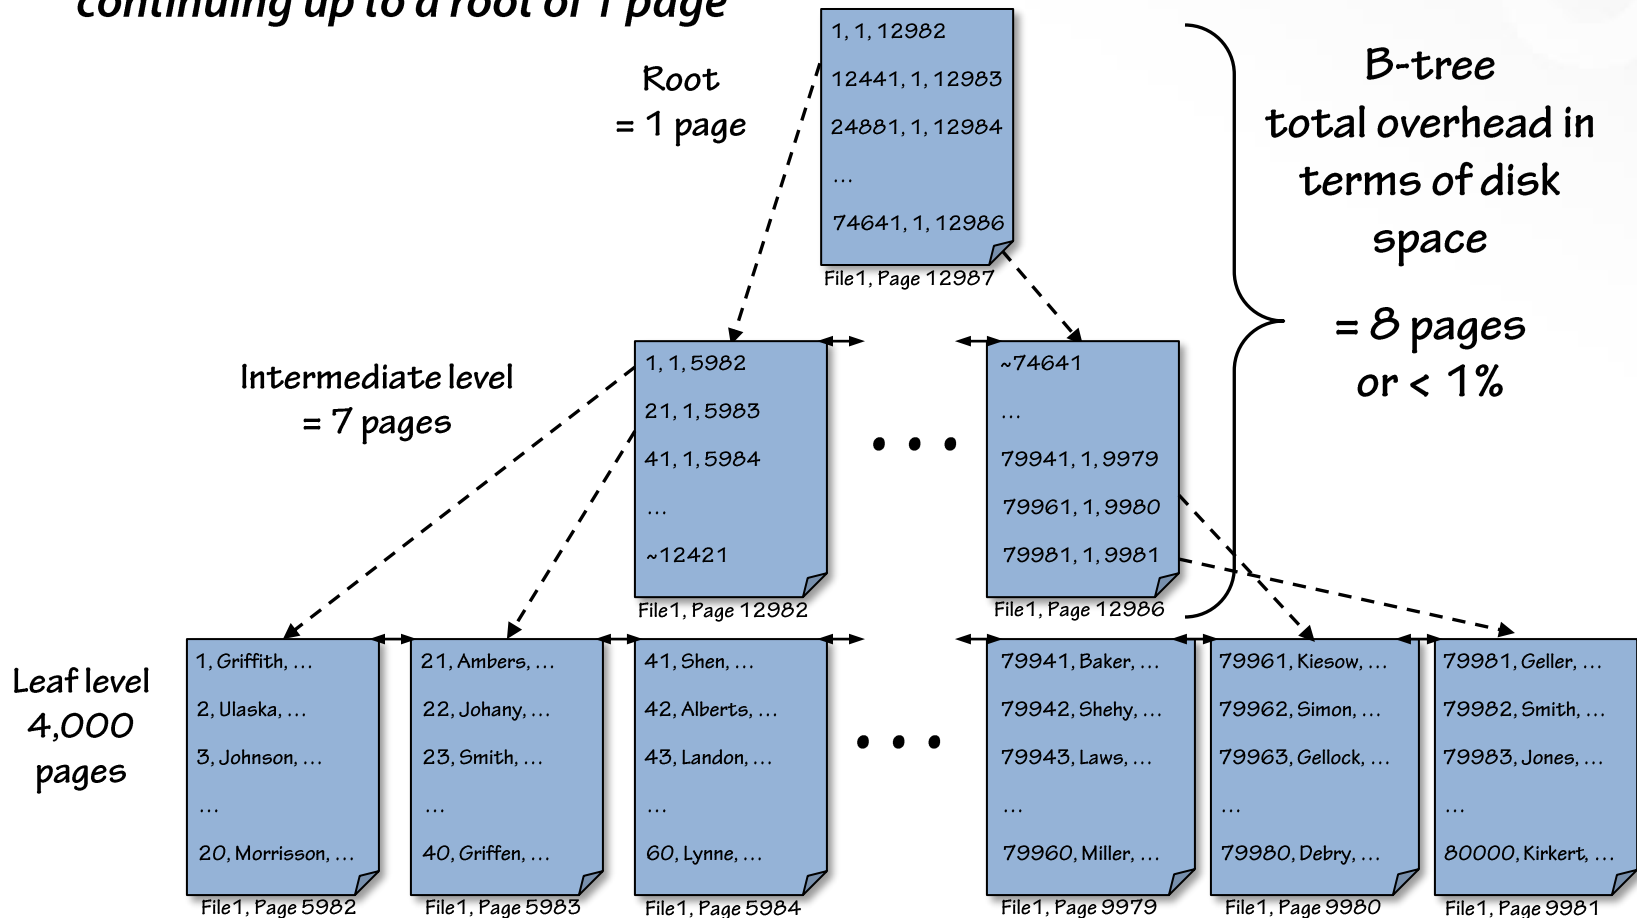 continuing up to a root of 1 page
Root
= 1 page
1, 1, 12982
12441, 1, 12983
24881, 1, 12984
...
74641, 1, 12986
File1, Page 12987
B-tree
total overhead in
terms of disk
space
= 8 pages
or < 1%
Intermediate level
= 7 pages
1, 1, 5982
21, 1, 5983
41, 1, 5984
...
~12421
File1, Page 12982
...
~74641
...
79941, 1, 9979
79961, 1, 9980
79981, 1, 9981
File1, Page 12986
Leaf level
4,000
pages
1, Griffith, ...
2, Ulaska, ...
3, Johnson, ...
...
20, Morrisson, ...
File1, Page 5982
21, Ambers, ...
22, Johany, ...
23, Smith, ...
...
40, Griffen, ...
File1, Page 5983
41, Shen, ...
42, Alberts, ...
43, Landon, ...
...
60, Lynne, ...
File1, Page 5984
...
79941, Baker, ...
79942, Shehy, ...
79943, Laws, ...
...
79960, Miller, ...
File1, Page 9979
79961, Kiesow, ...
79962, Simon, ...
79963, Gellock, ...
...
79980, Debry, ...
File1, Page 9980
79981, Geller, ...
79982, Smith, ...
79983, Jones, ...
...
80000, Kirkert, ...
File1, Page 9981